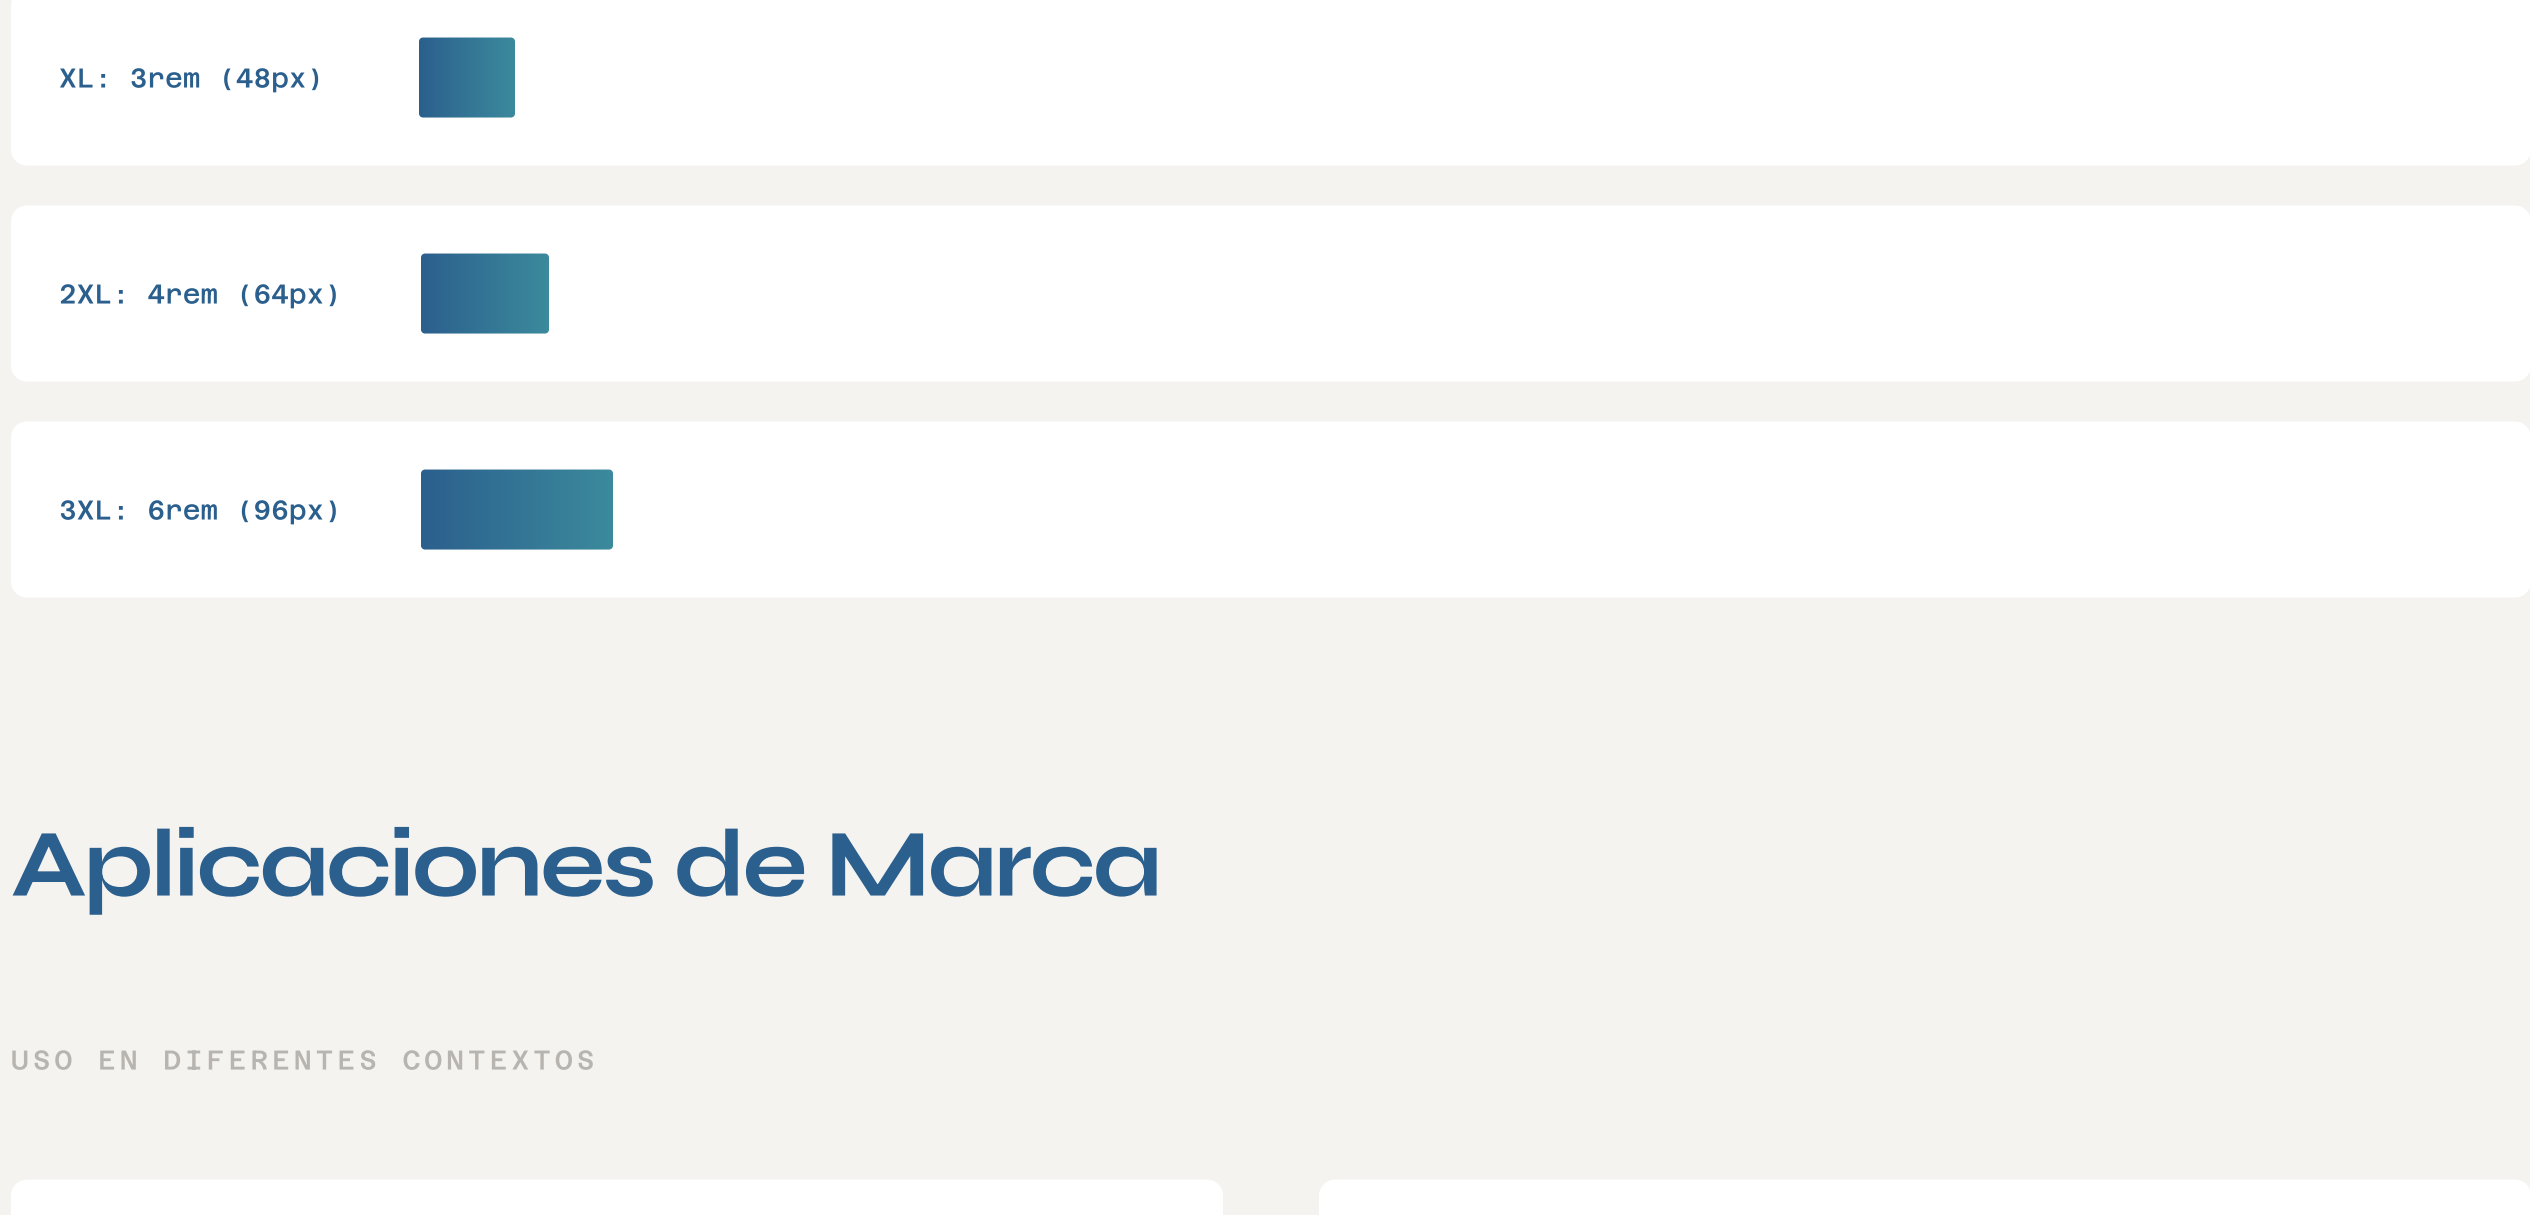 XL: 3rem (48px)
2XL: 4rem (64px)
3XL: 6rem (96px)
Aplicaciones de Marca
USO EN DIFERENTES CONTEXTOS